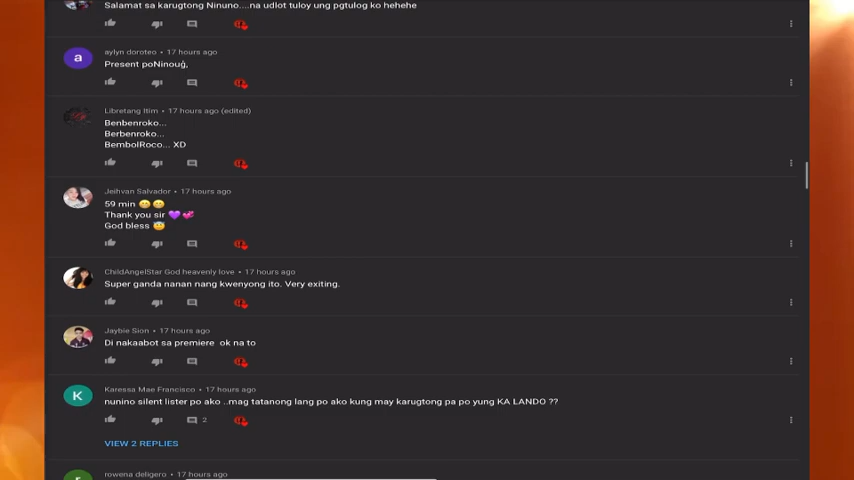 Salamat sa karugtong Ninuno....na udlot tuloy ung pgtulog ko hehehe
a
aylyn doroteo • 17 hours ago
Present poNinouģ,
Libretang Itim • 17 hours ago (edited)
Benbenroko...
Berbenroko...
BembolRoco... XD
Jeihvan Salvador • 17 hours ago
59 min 😁😁
Thank you sir 💜💞
God bless 😇
ChildAngelStar God heavenly love • 17 hours ago
Super ganda nanan nang kwenyong ito. Very exiting.
Jaybie Sion • 17 hours ago
Di nakaabot sa premiere ok na to
K
Karessa Mae Francisco • 17 hours ago
nunino silent lister po ako ..mag tatanong lang po ako kung may karugtong pa po yung KA LANDO ??
2
VIEW 2 REPLIES
rowena deligero • 17 hours ago